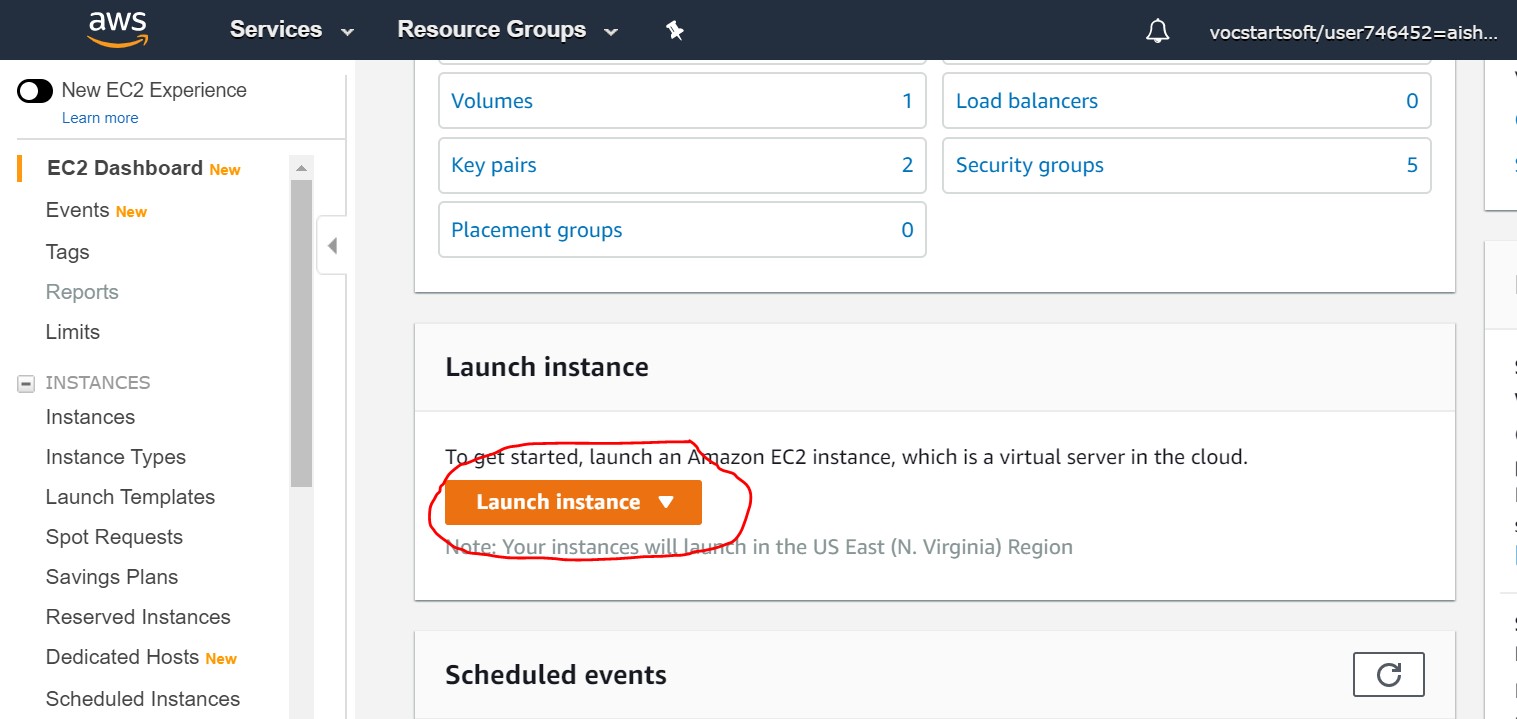 aws
Services
Resource Groups
vocstartsoft/user746452=aish...
New EC2 Experience
Learn more
EC2 Dashboard New
Events New
Tags
Reports
Limits
INSTANCES
Instances
Instance Types
Launch Templates
Spot Requests
Savings Plans
Reserved Instances
Dedicated Hosts New
Scheduled Instances
Volumes 1
Load balancers 0
Key pairs 2
Security groups 5
Placement groups 0
Launch instance
To get started, launch an Amazon EC2 instance, which is a virtual server in the cloud.
Launch instance
Note: Your instances will launch in the US East (N. Virginia) Region
Scheduled events